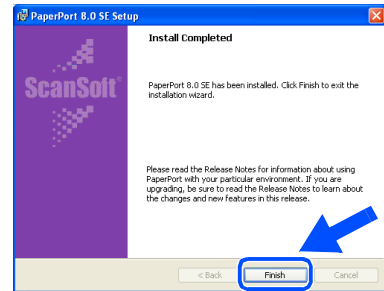 PaperPort 8.0 SE Setup
Install Completed
ScanSoft®
PaperPort 8.0 SE has been installed. Click Finish to exit the
installation wizard.
Please read the Release Notes for information about using
PaperPort with your particular environment. If you are
upgrading, be sure to read the Release Notes to learn about
the changes and new features in this release.
< Back
Finish
Cancel